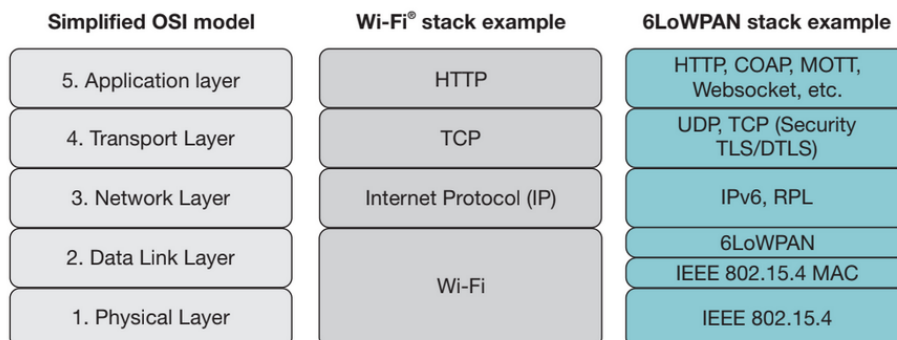 Simplified OSI model
Wi-Fi® stack example
6LoWPAN stack example
5. Application layer
HTTP
HTTP, COAP, MOTT,
Websocket, etc.
4. Transport Layer
TCP
UDP, TCP (Security
TLS/DTLS)
3. Network Layer
Internet Protocol (IP)
IPv6, RPL
2. Data Link Layer
Wi-Fi
6LoWPAN
IEEE 802.15.4 MAC
1. Physical Layer
IEEE 802.15.4